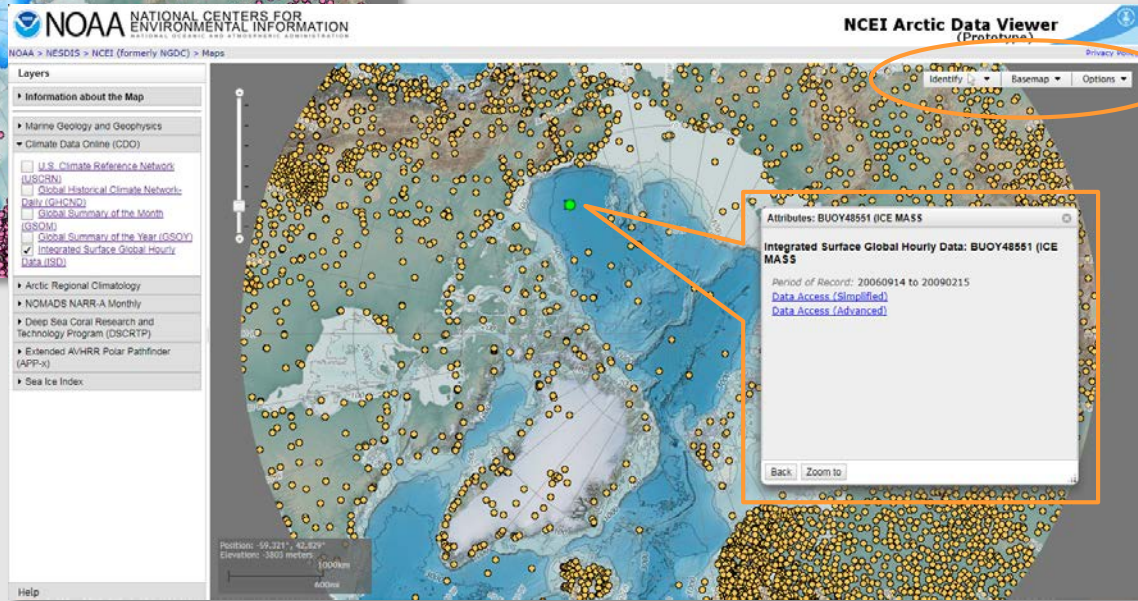 NOAA NATIONAL CENTERS FOR
ENVIRONMENTAL INFORMATION
NATIONAL OCEANIC AND ATMOSPHERIC ADMINISTRATION
NCEI Arctic Data Viewer
(Prototype)
NOAA > NESDIS > NCEI (formerly NGDC) > Maps
Privacy Policy
Layers
Identify
Basemap
Options
Information about the Map
Marine Geology and Geophysics
Climate Data Online (CDO)
U.S. Climate Reference Network
(USCRN)
Global Historical Climate Network-
Daily (GHCND)
Global Summary of the Month
(GSOM)
Global Summary of the Year (GSOY)
Integrated Surface Global Hourly
Data (ISD)
Arctic Regional Climatology
NOMADS NARR-A Monthly
Deep Sea Coral Research and
Technology Program (DSCRTP)
Extended AVHRR Polar Pathfinder
(APP-x)
Sea Ice Index
Attributes: BUOY48551 (ICE MASS
Integrated Surface Global Hourly Data: BUOY48551 (ICE
MASS
Period of Record: 20060914 to 20090215
Data Access (Simplified)
Data Access (Advanced)
Back
Zoom to
Position: -59.321°, 42.829°
Elevation: -3803 meters
1000km
600mi
Help